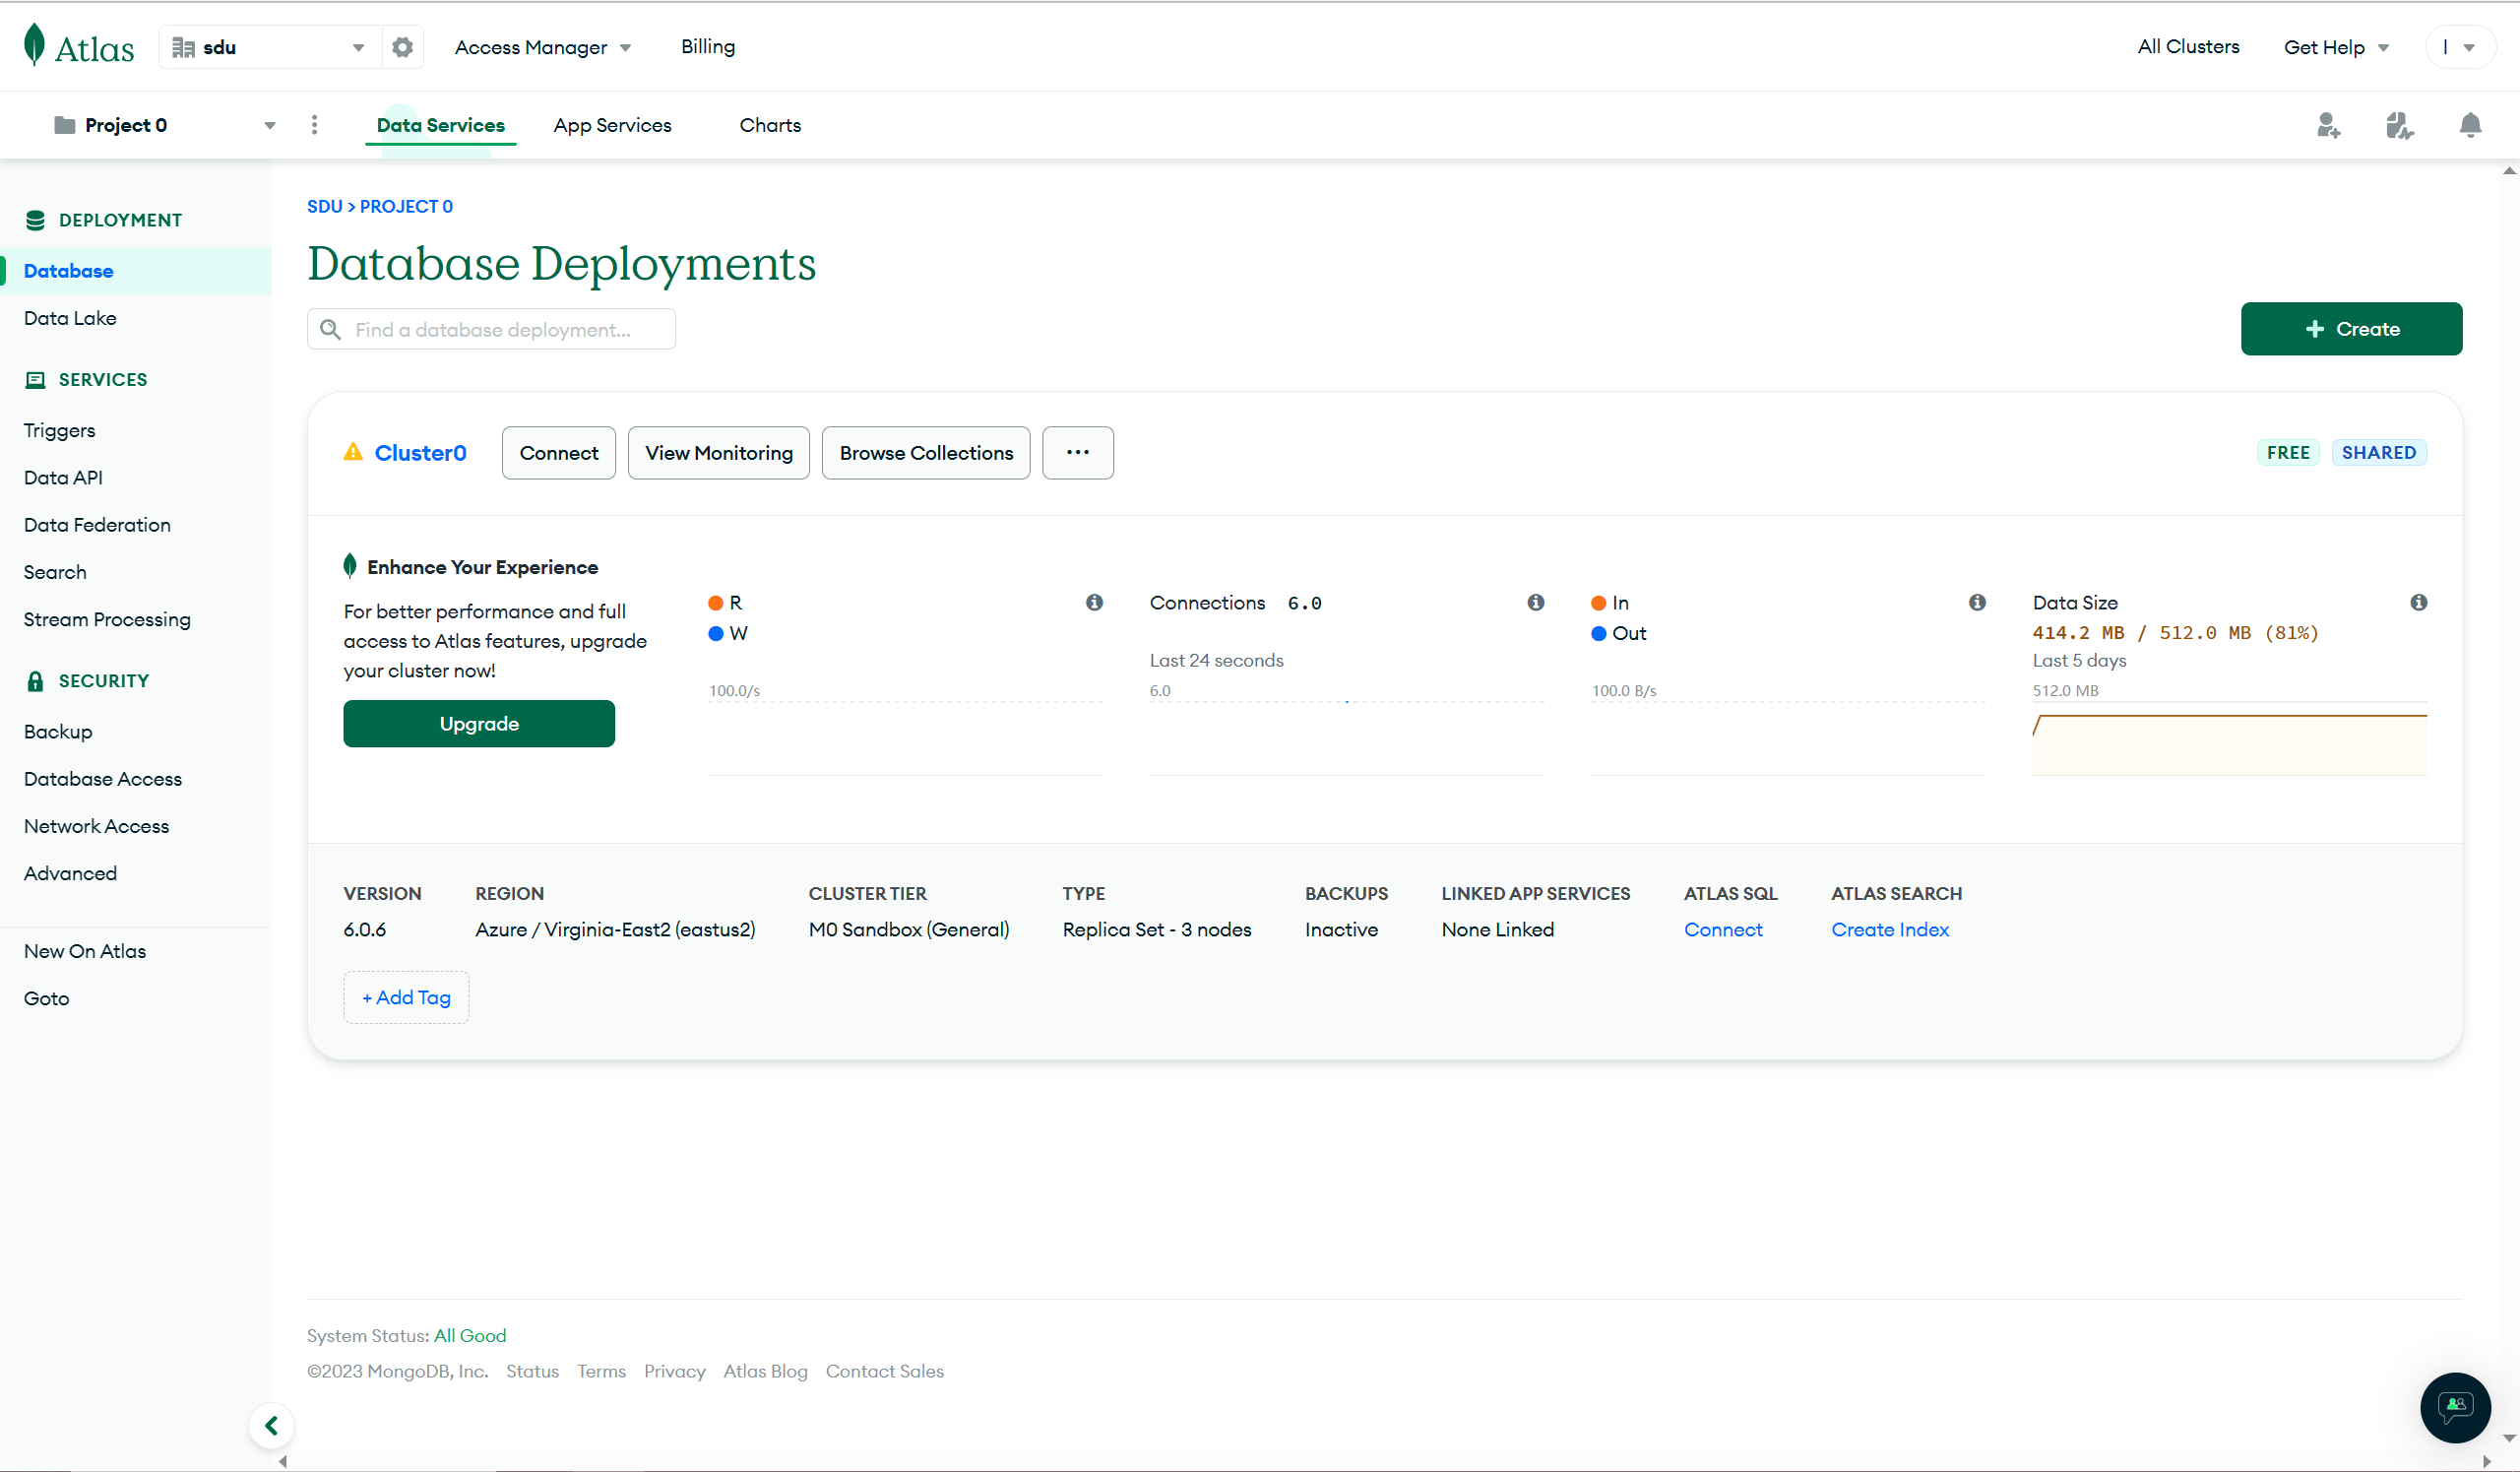 Atlas
sdu
Access Manager
Billing
All Clusters
Get Help
I
Project 0
Data Services
App Services
Charts
DEPLOYMENT
Database
Data Lake
SERVICES
Triggers
Data API
Data Federation
Search
Stream Processing
SECURITY
Backup
Database Access
Network Access
Advanced
New On Atlas
Goto
SDU > PROJECT 0
Database Deployments
Find a database deployment...
+ Create
Cluster0
Connect
View Monitoring
Browse Collections
...
FREE
SHARED
Enhance Your Experience
For better performance and full
access to Atlas features, upgrade
your cluster now!
Upgrade
R
W
100.0/s
Connections 6.0
Last 24 seconds
6.0
In
Out
100.0 B/s
Data Size
414.2 MB / 512.0 MB (81%)
Last 5 days
512.0 MB
VERSION
6.0.6
REGION
Azure / Virginia-East2 (eastus2)
CLUSTER TIER
M0 Sandbox (General)
TYPE
Replica Set - 3 nodes
BACKUPS
Inactive
LINKED APP SERVICES
None Linked
ATLAS SQL
Connect
ATLAS SEARCH
Create Index
+ Add Tag
System Status: All Good
©2023 MongoDB, Inc. Status Terms Privacy Atlas Blog Contact Sales